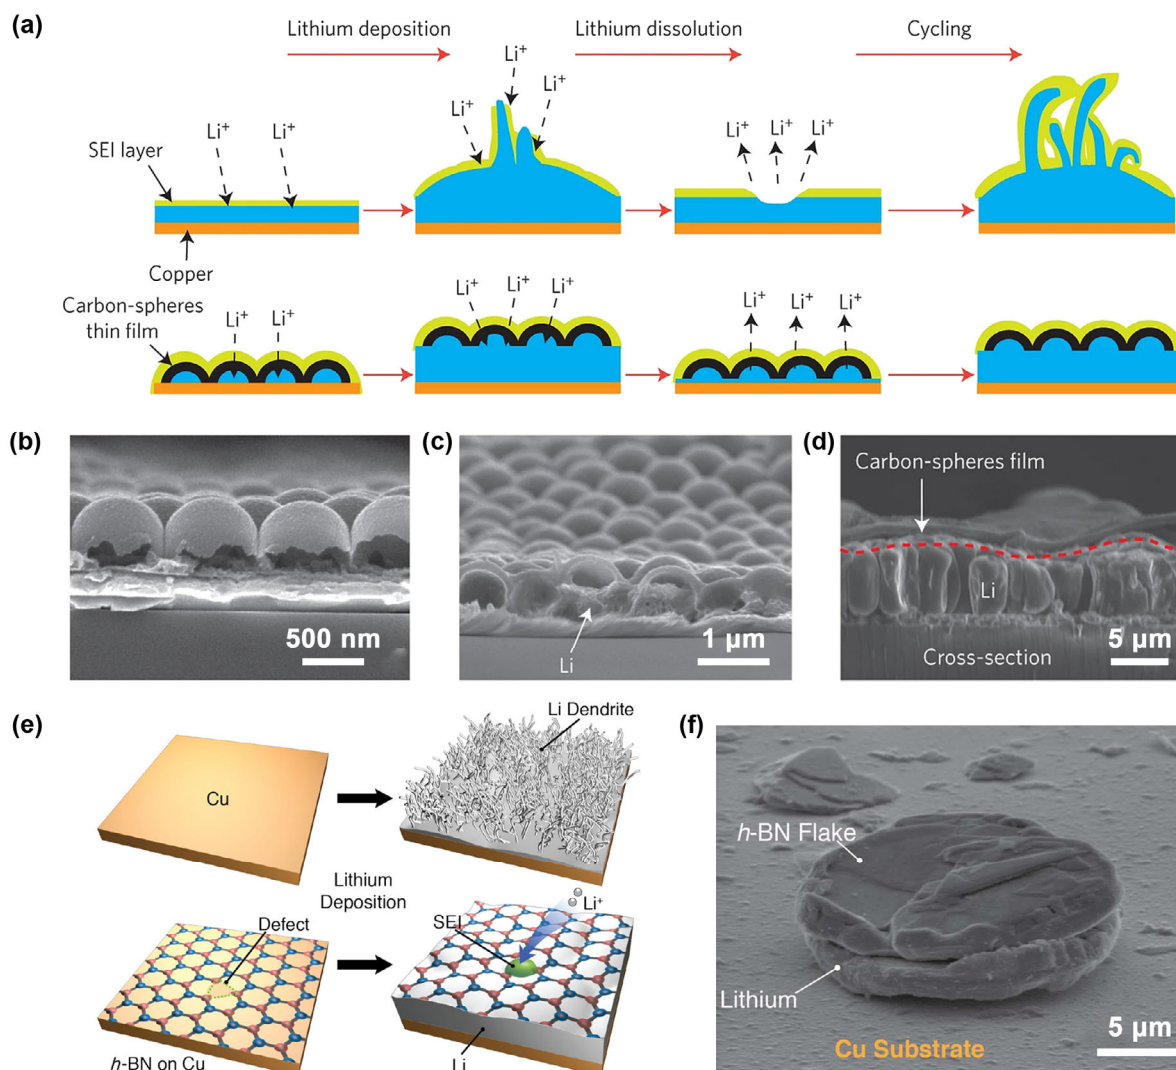 (a)
Lithium deposition
Lithium dissolution
Cycling
Li⁺
Li⁺
Li⁺
Li⁺
Li⁺
Li⁺
Li⁺
Li⁺
SEI layer
Copper
Carbon-spheres
thin film
Li⁺
Li⁺
Li⁺
Li⁺
Li⁺
Li⁺
Li⁺
Li⁺
(b)
500 nm
(c)
Li
1 µm
(d)
Carbon-spheres film
Li
Cross-section
5 µm
(e)
Cu
Li Dendrite
Lithium
Deposition
Defect
SEI
Li⁺
h-BN on Cu
Li
(f)
h-BN Flake
Lithium
Cu Substrate
5 µm